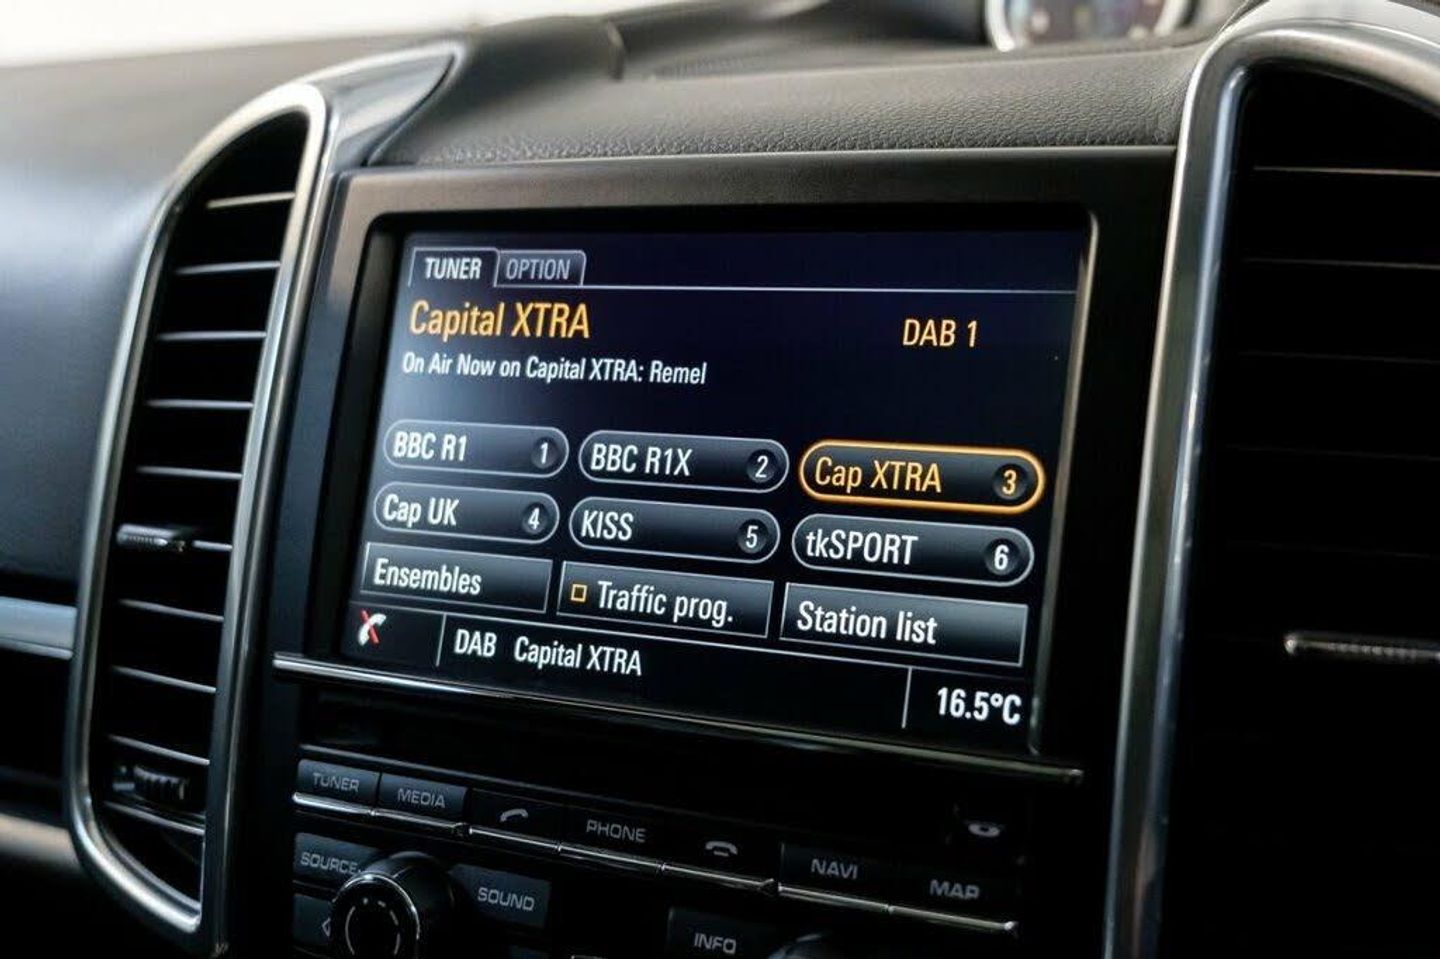 TUNER OPTION
Capital XTRA DAB 1
On Air Now on Capital XTRA: Remel
BBC R1 1 BBC R1X 2 Cap XTRA 3
Cap UK 4 KISS 5 tkSPORT 6
Ensembles Traffic prog. Station list
DAB Capital XTRA 16.5°C
TUNER MEDIA PHONE NAVI MAP
SOURCE SOUND INFO